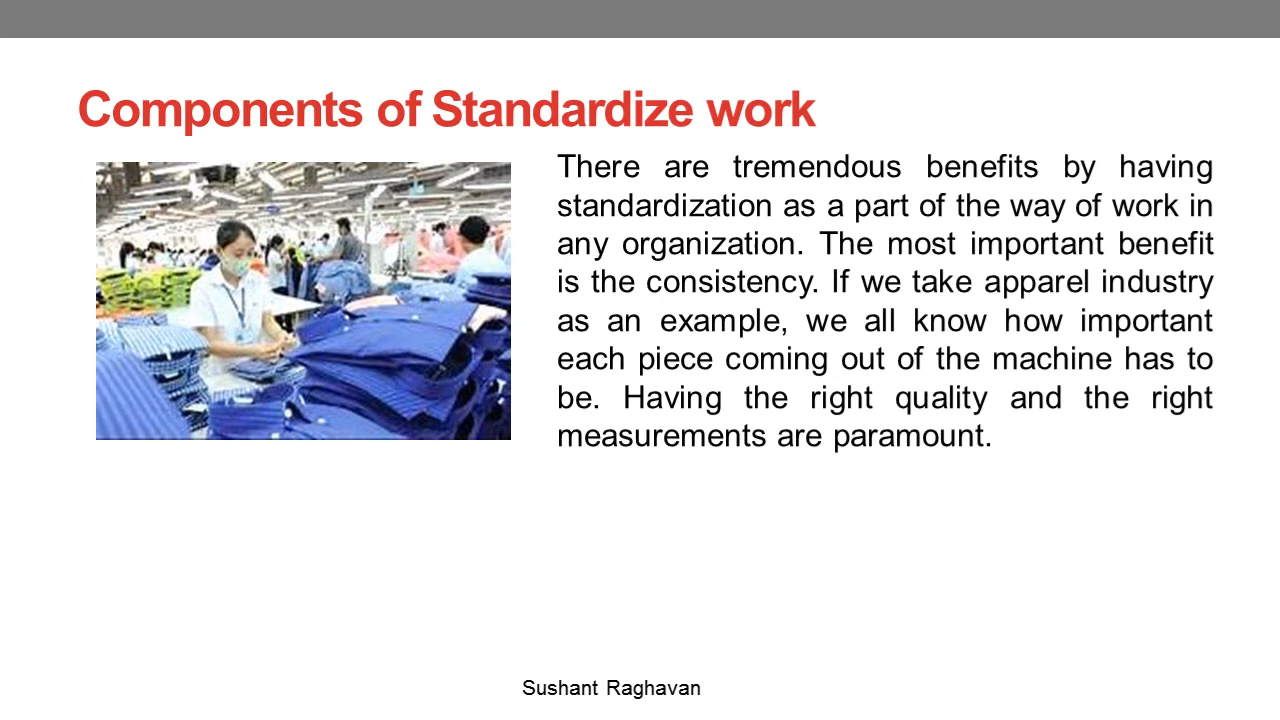 Components of Standardize work
There are tremendous benefits by having
standardization as a part of the way of work in
any organization. The most important benefit
is the consistency. If we take apparel industry
as an example, we all know how important
each piece coming out of the machine has to
be. Having the right quality and the right
measurements are paramount.
Sushant Raghavan